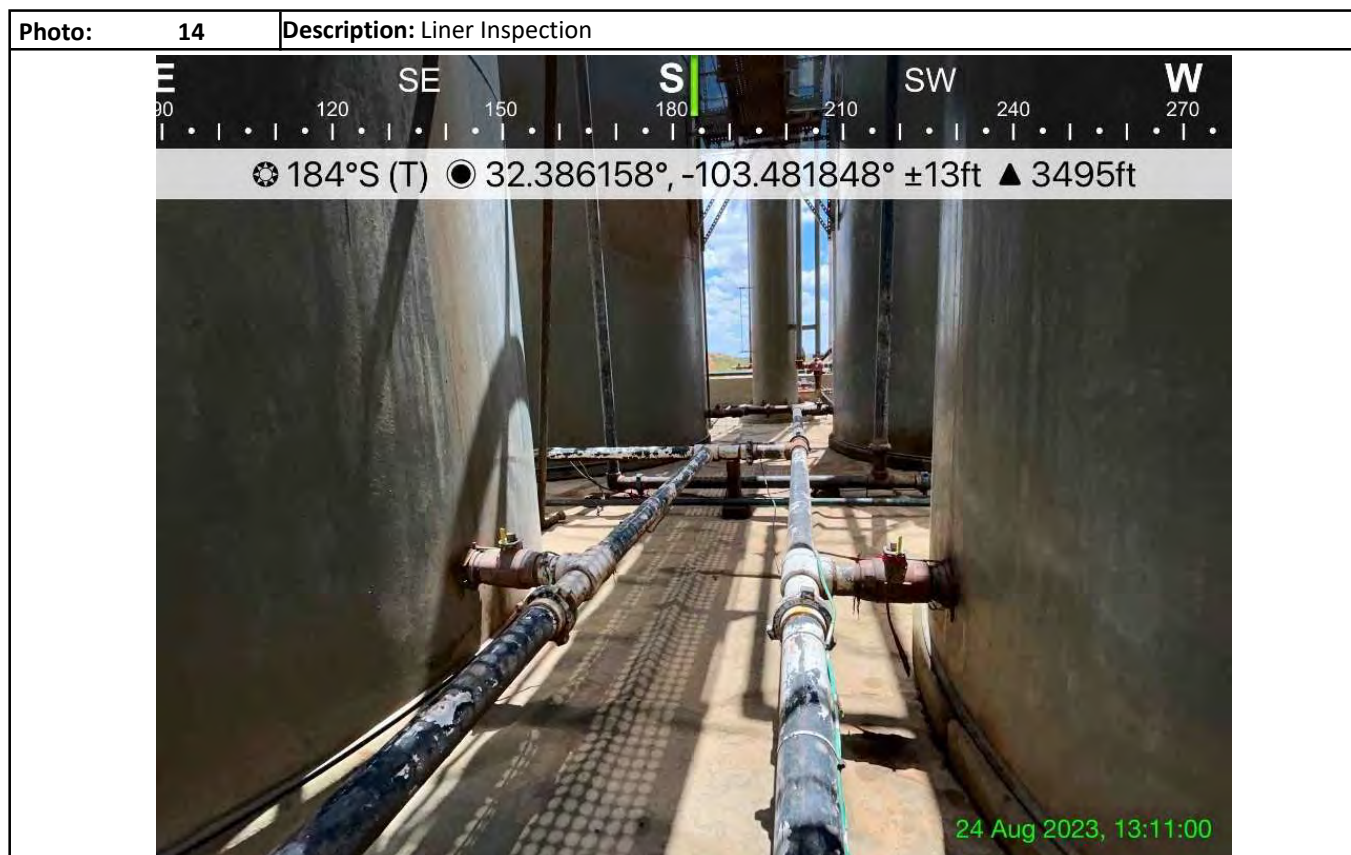 Photo: 14 Description: Liner Inspection
E SE S SW W
90 120 150 180 210 240 270
184°S (T) 32.386158°, -103.481848° ±13ft ▲ 3495ft
24 Aug 2023, 13:11:00